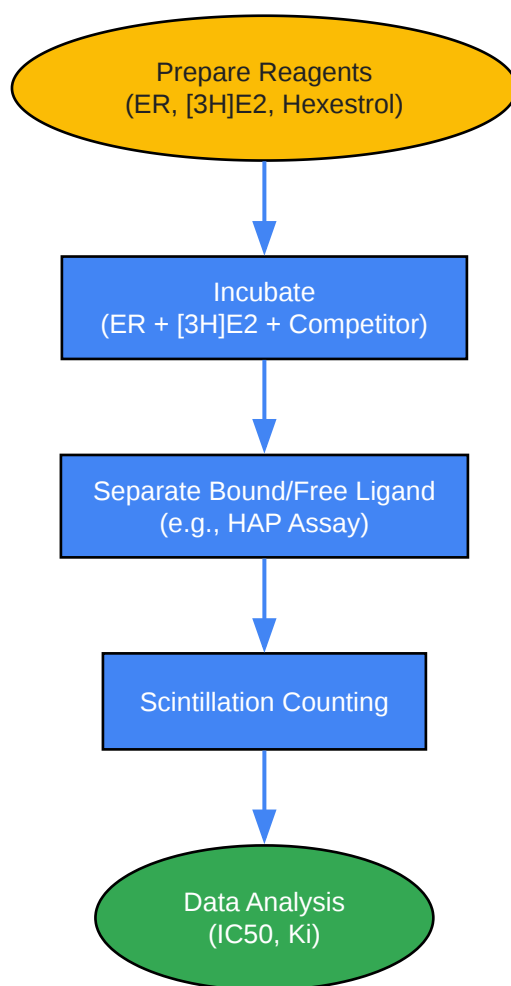 Prepare Reagents
(ER, [3H]E2, Hexestrol)
Incubate
(ER + [3H]E2 + Competitor)
Separate Bound/Free Ligand
(e.g., HAP Assay)
Scintillation Counting
Data Analysis
(IC50, Ki)